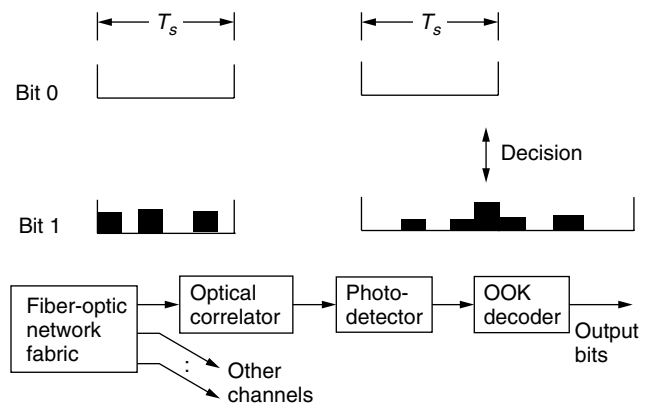 T_s
T_s
Bit 0
Decision
Bit 1
Fiber-optic
network
fabric
Optical
correlator
Photo-
detector
OOK
decoder
Output
bits
:
Other
channels